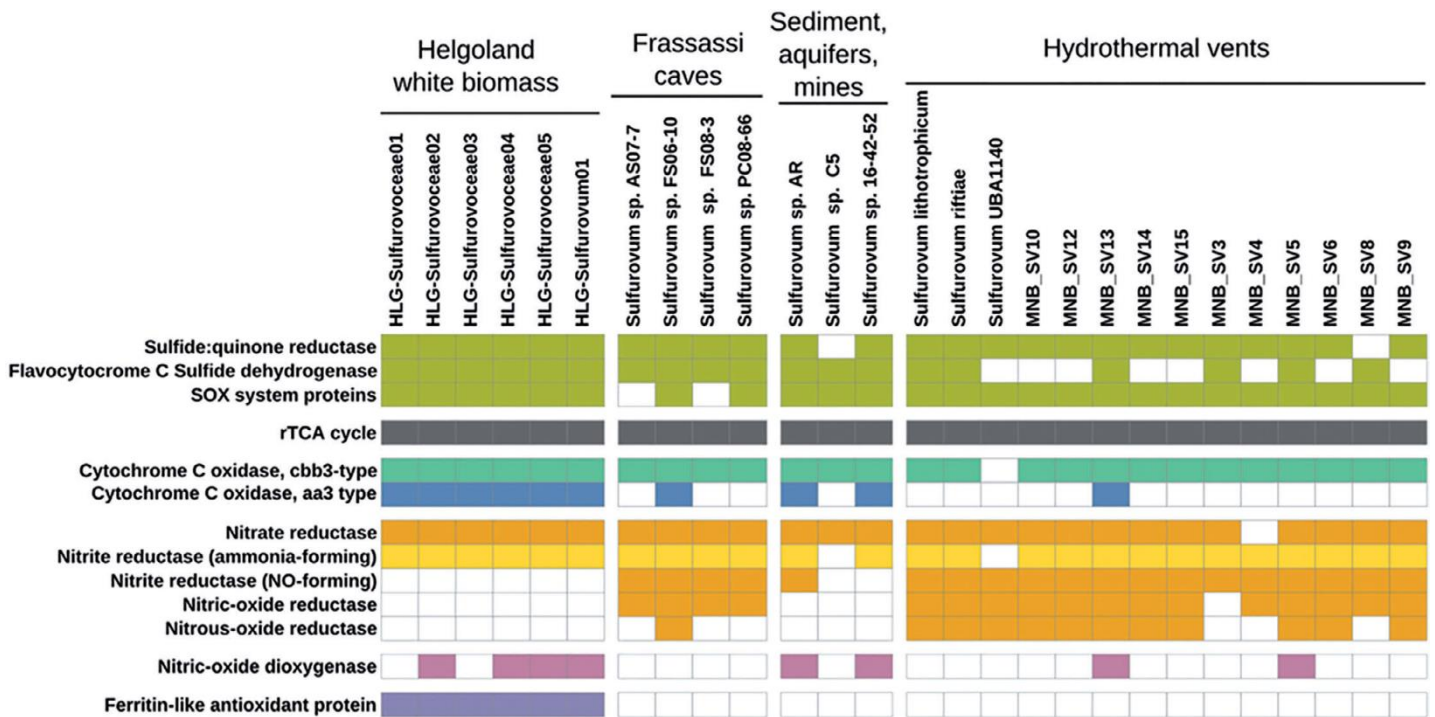 Helgoland
white biomass
Frassassi
caves
Sediment,
aquifers,
mines
Hydrothermal vents
HLG-Sulfurovoceae01
HLG-Sulfurovoceae02
HLG-Sulfurovoceae03
HLG-Sulfurovoceae04
HLG-Sulfurovoceae05
HLG-Sulfurovum01
Sulfurovum sp. AS07-7
Sulfurovum sp. FS06-10
Sulfurovum sp. FS08-3
Sulfurovum sp. PC08-66
Sulfurovum sp. AR
Sulfurovum sp. C5
Sulfurovum sp. 16-42-52
Sulfurovum lithotrophicum
Sulfurovum riftiae
Sulfurovum UBA1140
MNB_SV10
MNB_SV12
MNB_SV13
MNB_SV14
MNB_SV15
MNB_SV3
MNB_SV4
MNB_SV5
MNB_SV6
MNB_SV8
MNB_SV9
Sulfide:quinone reductase
Flavocytocrome C Sulfide dehydrogenase
SOX system proteins
rTCA cycle
Cytochrome C oxidase, cbb3-type
Cytochrome C oxidase, aa3 type
Nitrate reductase
Nitrite reductase (ammonia-forming)
Nitrite reductase (NO-forming)
Nitric-oxide reductase
Nitrous-oxide reductase
Nitric-oxide dioxygenase
Ferritin-like antioxidant protein